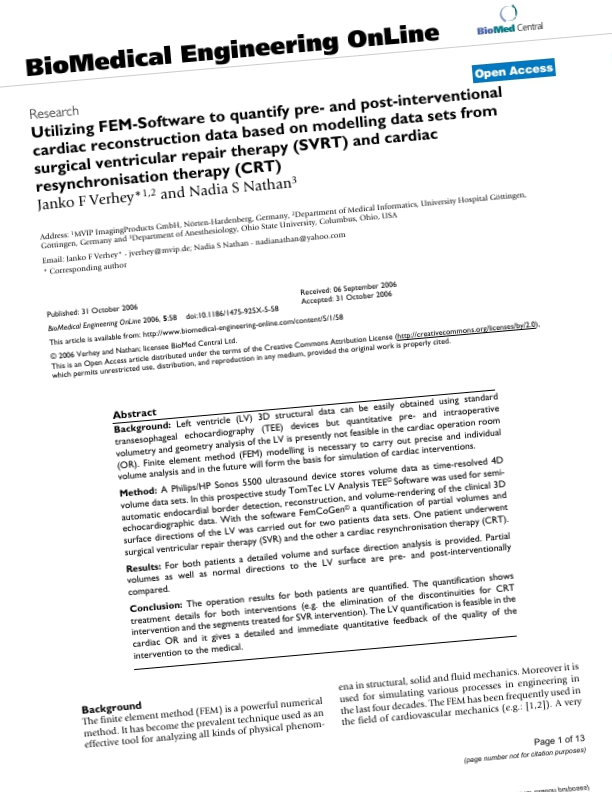 BioMed Central
BioMedical Engineering OnLine
Open Access
Research
Utilizing FEM-Software to quantify pre- and post-interventional
cardiac reconstruction data based on modelling data sets from
surgical ventricular repair therapy (SVRT) and cardiac
resynchronisation therapy (CRT)
Janko F Verhey*1,2 and Nadia S Nathan3
Address: 1MVIP ImagingProducts GmbH, Nörten-Hardenberg, Germany, 2Department of Medical Informatics, University Hospital Göttingen,
Göttingen, Germany and 3Department of Anesthesiology, Ohio State University, Columbus, Ohio, USA
Email: Janko F Verhey* - jverhey@mvip.de; Nadia S Nathan - nadianathan@yahoo.com
* Corresponding author
Published: 31 October 2006
Received: 06 September 2006
Accepted: 31 October 2006
BioMedical Engineering OnLine 2006, 5:58 doi:10.1186/1475-925X-5-58
This article is available from: http://www.biomedical-engineering-online.com/content/5/1/58
© 2006 Verhey and Nathan; licensee BioMed Central Ltd.
This is an Open Access article distributed under the terms of the Creative Commons Attribution License (http://creativecommons.org/licenses/by/2.0),
which permits unrestricted use, distribution, and reproduction in any medium, provided the original work is properly cited.
Abstract
Background: Left ventricle (LV) 3D structural data can be easily obtained using standard
transesophageal echocardiography (TEE) devices but quantitative pre- and intraoperative
volumetry and geometry analysis of the LV is presently not feasible in the cardiac operation room
(OR). Finite element method (FEM) modelling is necessary to carry out precise and individual
volume analysis and in the future will form the basis for simulation of cardiac interventions.
Method: A Philips/HP Sonos 5500 ultrasound device stores volume data as time-resolved 4D
volume data sets. In this prospective study TomTec LV Analysis TEE© Software was used for semi-
automatic endocardial border detection, reconstruction, and volume-rendering of the clinical 3D
echocardiographic data. With the software FemCoGen© a quantification of partial volumes and
surface directions of the LV was carried out for two patients data sets. One patient underwent
surgical ventricular repair therapy (SVR) and the other a cardiac resynchronisation therapy (CRT).
Results: For both patients a detailed volume and surface direction analysis is provided. Partial
volumes as well as normal directions to the LV surface are pre- and post-interventionally
compared.
Conclusion: The operation results for both patients are quantified. The quantification shows
treatment details for both interventions (e.g. the elimination of the discontinuities for CRT
intervention and the segments treated for SVR intervention). The LV quantification is feasible in the
cardiac OR and it gives a detailed and immediate quantitative feedback of the quality of the
intervention to the medical.
Background
The finite element method (FEM) is a powerful numerical
method. It has become the prevalent technique used as an
effective tool for analyzing all kinds of physical phenom-
ena in structural, solid and fluid mechanics. Moreover it is
used for simulating various processes in engineering in
the last four decades. The FEM has been frequently used in
the field of cardiovascular mechanics (e.g.: [1,2]). A very
Page 1 of 13
(page number not for citation purposes)